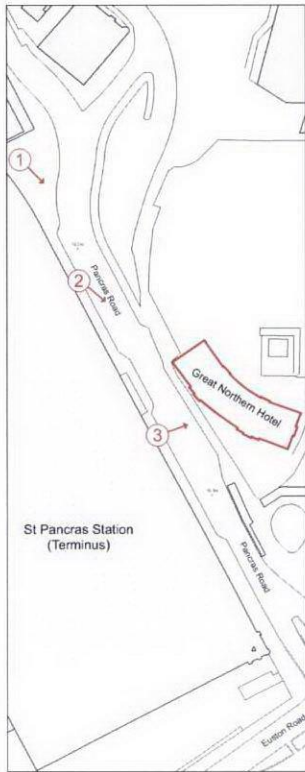 1
2
Pancras Road
3
Great Northern Hotel
St Pancras Station
(Terminus)
Pancras Road
Euston Road